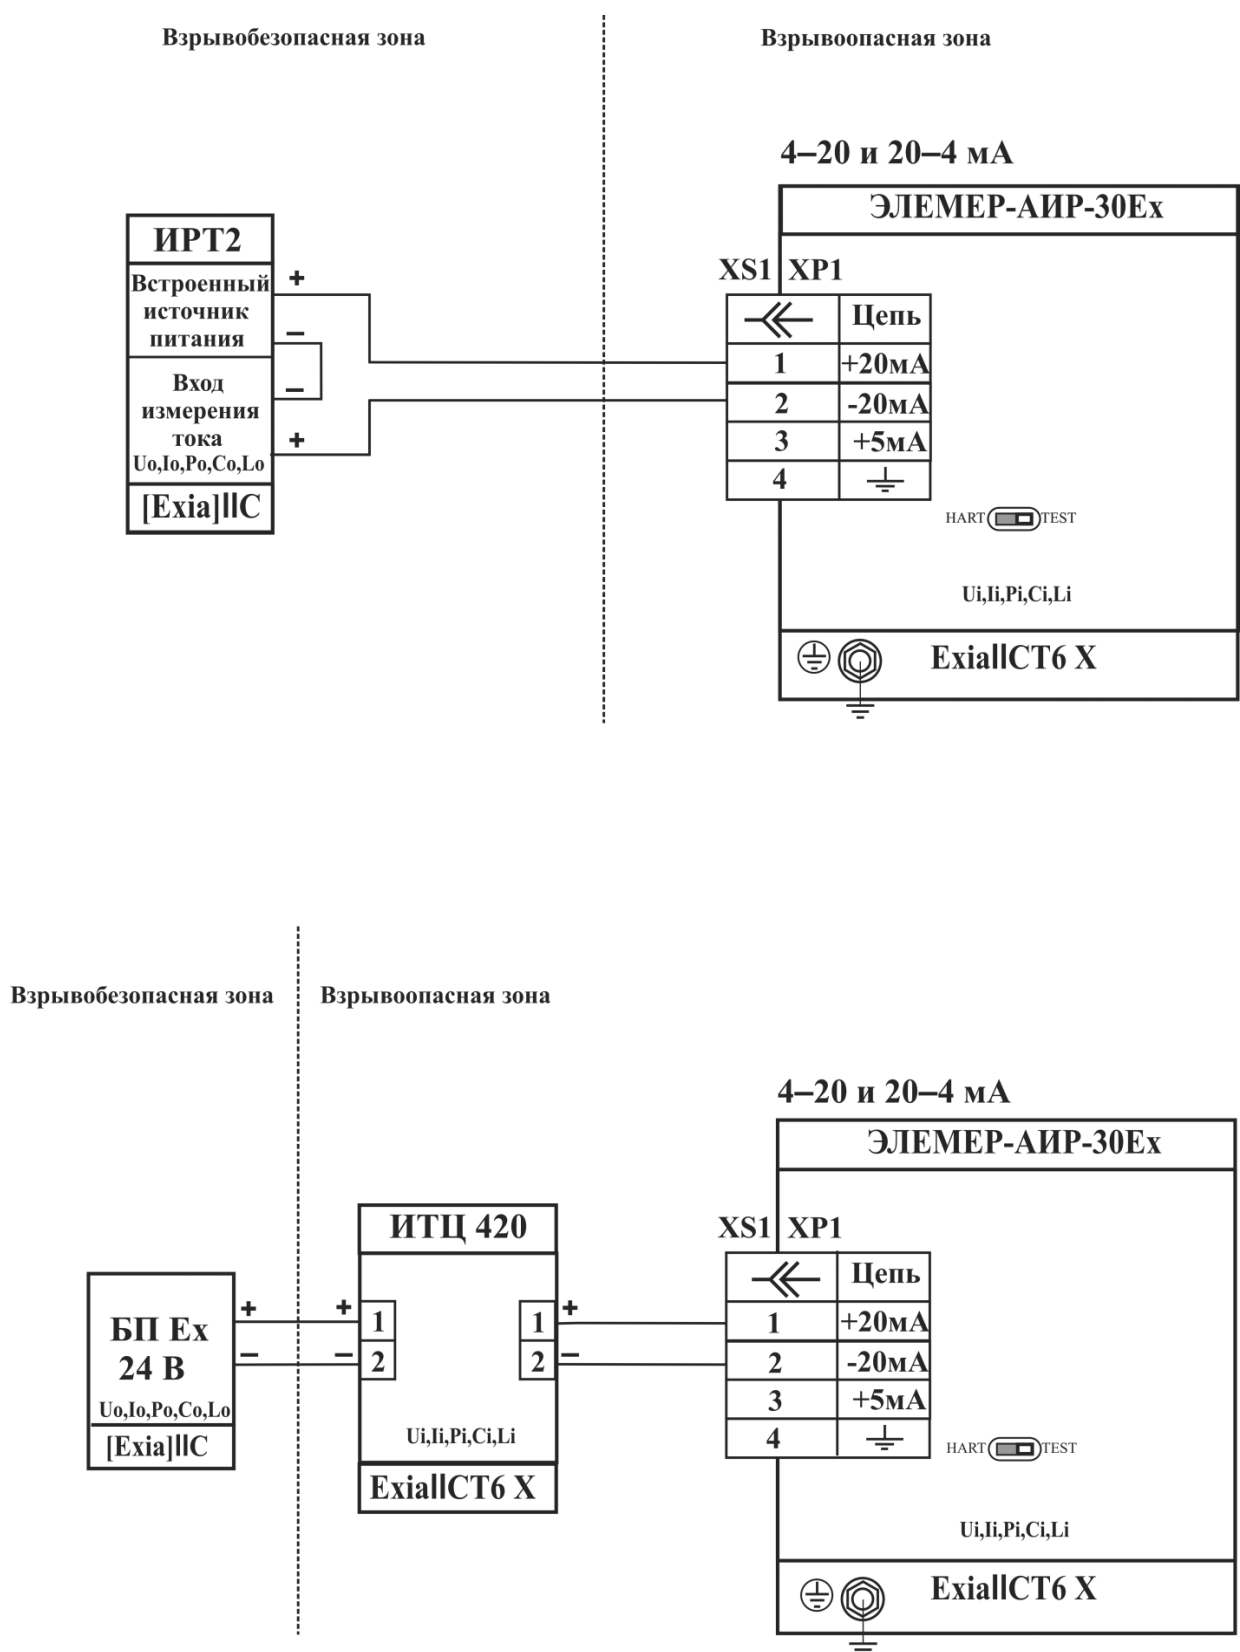 Взрывобезопасная зона
Взрывоопасная зона
4–20 и 20–4 мА
ЭЛЕМЕР-АИР-30Ex
ИРТ2
Встроенный
источник
питания
+
–
Вход
измерения
тока
–
+
Uo,Io,Po,Co,Lo
[Exia]IIC
XS1
XP1
Цепь
1
+20мА
2
-20мА
3
+5мА
4
HART
TEST
Ui,Ii,Pi,Ci,Li
ExiaIICT6 X
Взрывобезопасная зона
Взрывоопасная зона
4–20 и 20–4 мА
ЭЛЕМЕР-АИР-30Ex
БП Ex
24 В
Uo,Io,Po,Co,Lo
[Exia]IIC
+
–
ИТЦ 420
+
–
1
2
1
2
+
–
Ui,Ii,Pi,Ci,Li
ExiaIICT6 X
XS1
XP1
Цепь
1
+20мА
2
-20мА
3
+5мА
4
HART
TEST
Ui,Ii,Pi,Ci,Li
ExiaIICT6 X